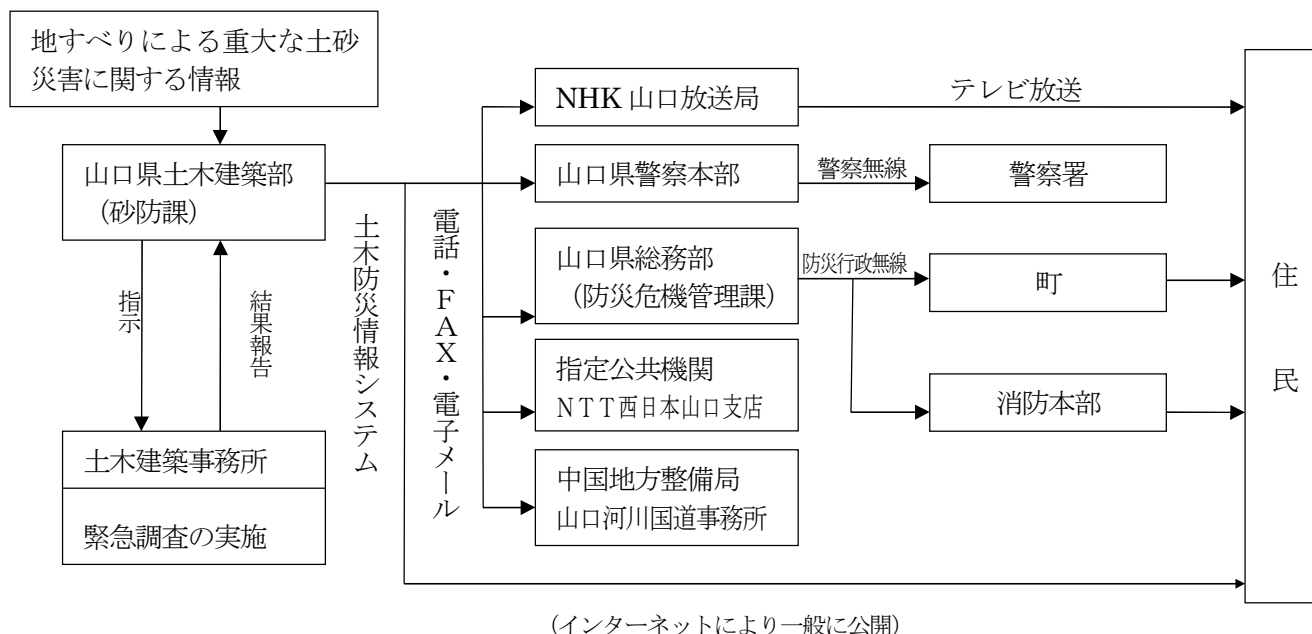 地すべりによる重大な土砂
災害に関する情報
山口県土木建築部
(砂防課)
指示
結果報告
土木建築事務所
緊急調査の実施
土木防災情報システム
電話・FAX・電子メール
NHK 山口放送局
テレビ放送
山口県警察本部
警察無線
警察署
山口県総務部
(防災危機管理課)
防災行政無線
町
消防本部
指定公共機関
NTT西日本山口支店
中国地方整備局
山口河川国道事務所
住民
(インターネットにより一般に公開)